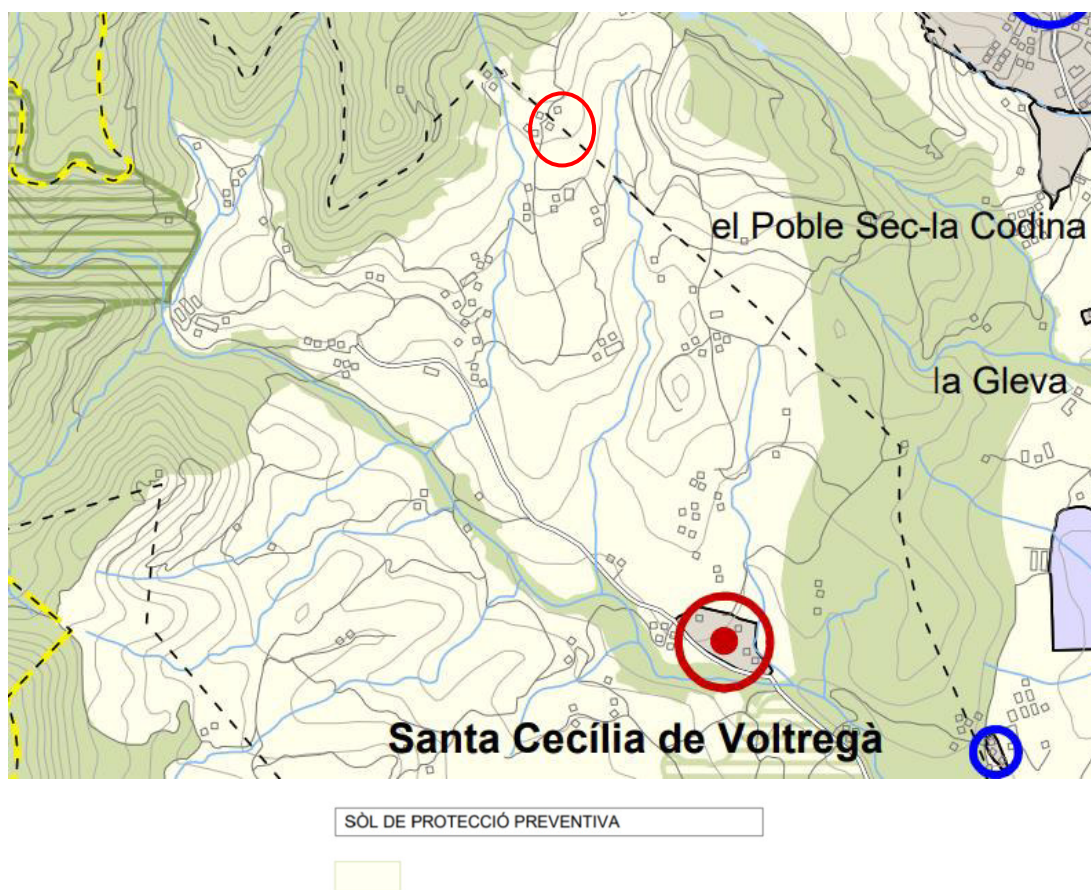 el Poble Sec-la Codina
la Gleva
Santa Cecília de Voltregà
SÒL DE PROTECCIÓ PREVENTIVA